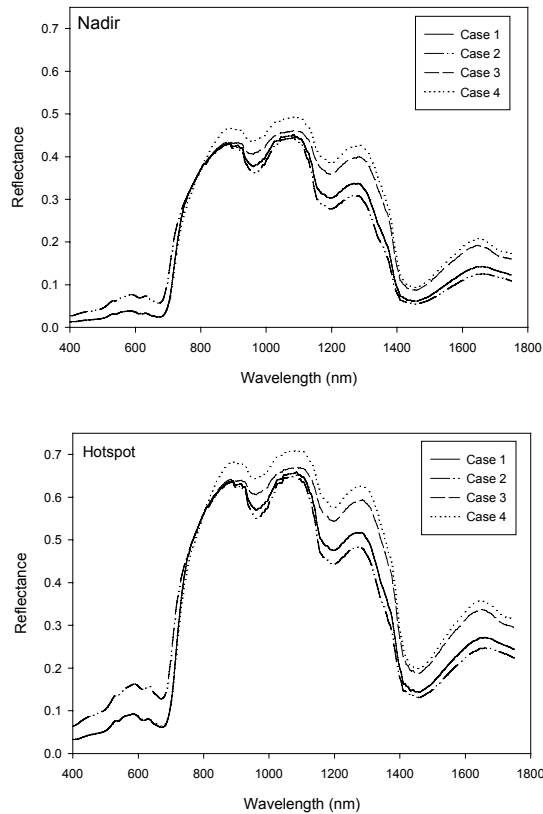 Nadir
Case 1
Case 2
Case 3
Case 4
Reflectance
0.7
0.6
0.5
0.4
0.3
0.2
0.1
0.0
400 600 800 1000 1200 1400 1600 1800
Wavelength (nm)
Hotspot
Case 1
Case 2
Case 3
Case 4
Reflectance
0.7
0.6
0.5
0.4
0.3
0.2
0.1
0.0
400 600 800 1000 1200 1400 1600 1800
Wavelength (nm)